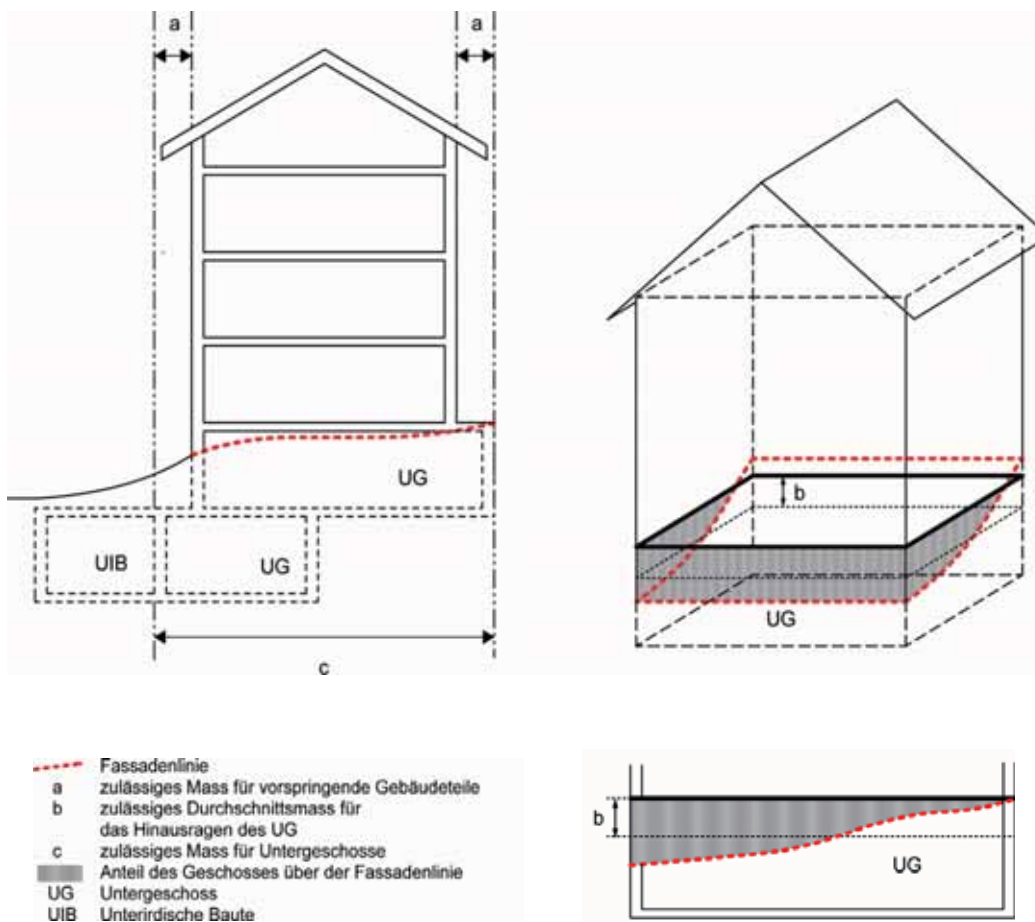 a
a
UG
UIB
UG
c
b
UG
Fassadenlinie
a zulässiges Mass für vorspringende Gebäudeteile
b zulässiges Durchschnittsmass für
das Hinausragen des UG
c zulässiges Mass für Untergeschosse
Anteil des Geschosses über der Fassadenlinie
UG Untergeschoss
UIB Unterirdische Baute
b
UG